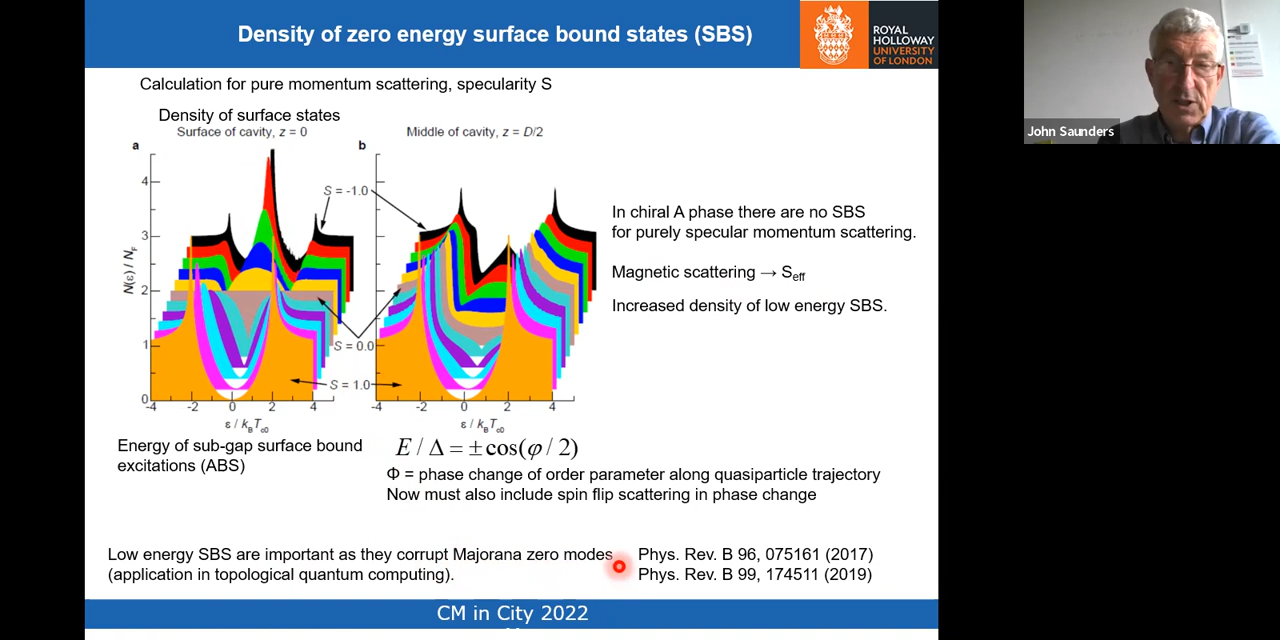 Density of zero energy surface bound states (SBS)
ROYAL
HOLLOWAY
UNIVERSITY
OF LONDON
John Saunders
Calculation for pure momentum scattering, specularity S
Density of surface states
Surface of cavity, z = 0
Middle of cavity, z = D/2
a
b
4
3
2
1
0
N(ε) / N_F
S = -1.0
S = 0.0
S = 1.0
-4 -2 0 2 4
-4 -2 0 2 4
ε / k_B T_c0
ε / k_B T_c0
In chiral A phase there are no SBS
for purely specular momentum scattering.
Magnetic scattering → S_eff
Increased density of low energy SBS.
Energy of sub-gap surface bound
excitations (ABS)
E / Δ = ±cos(φ / 2)
Φ = phase change of order parameter along quasiparticle trajectory
Now must also include spin flip scattering in phase change
Low energy SBS are important as they corrupt Majorana zero modes
(application in topological quantum computing).
Phys. Rev. B 96, 075161 (2017)
Phys. Rev. B 99, 174511 (2019)
CM in City 2022